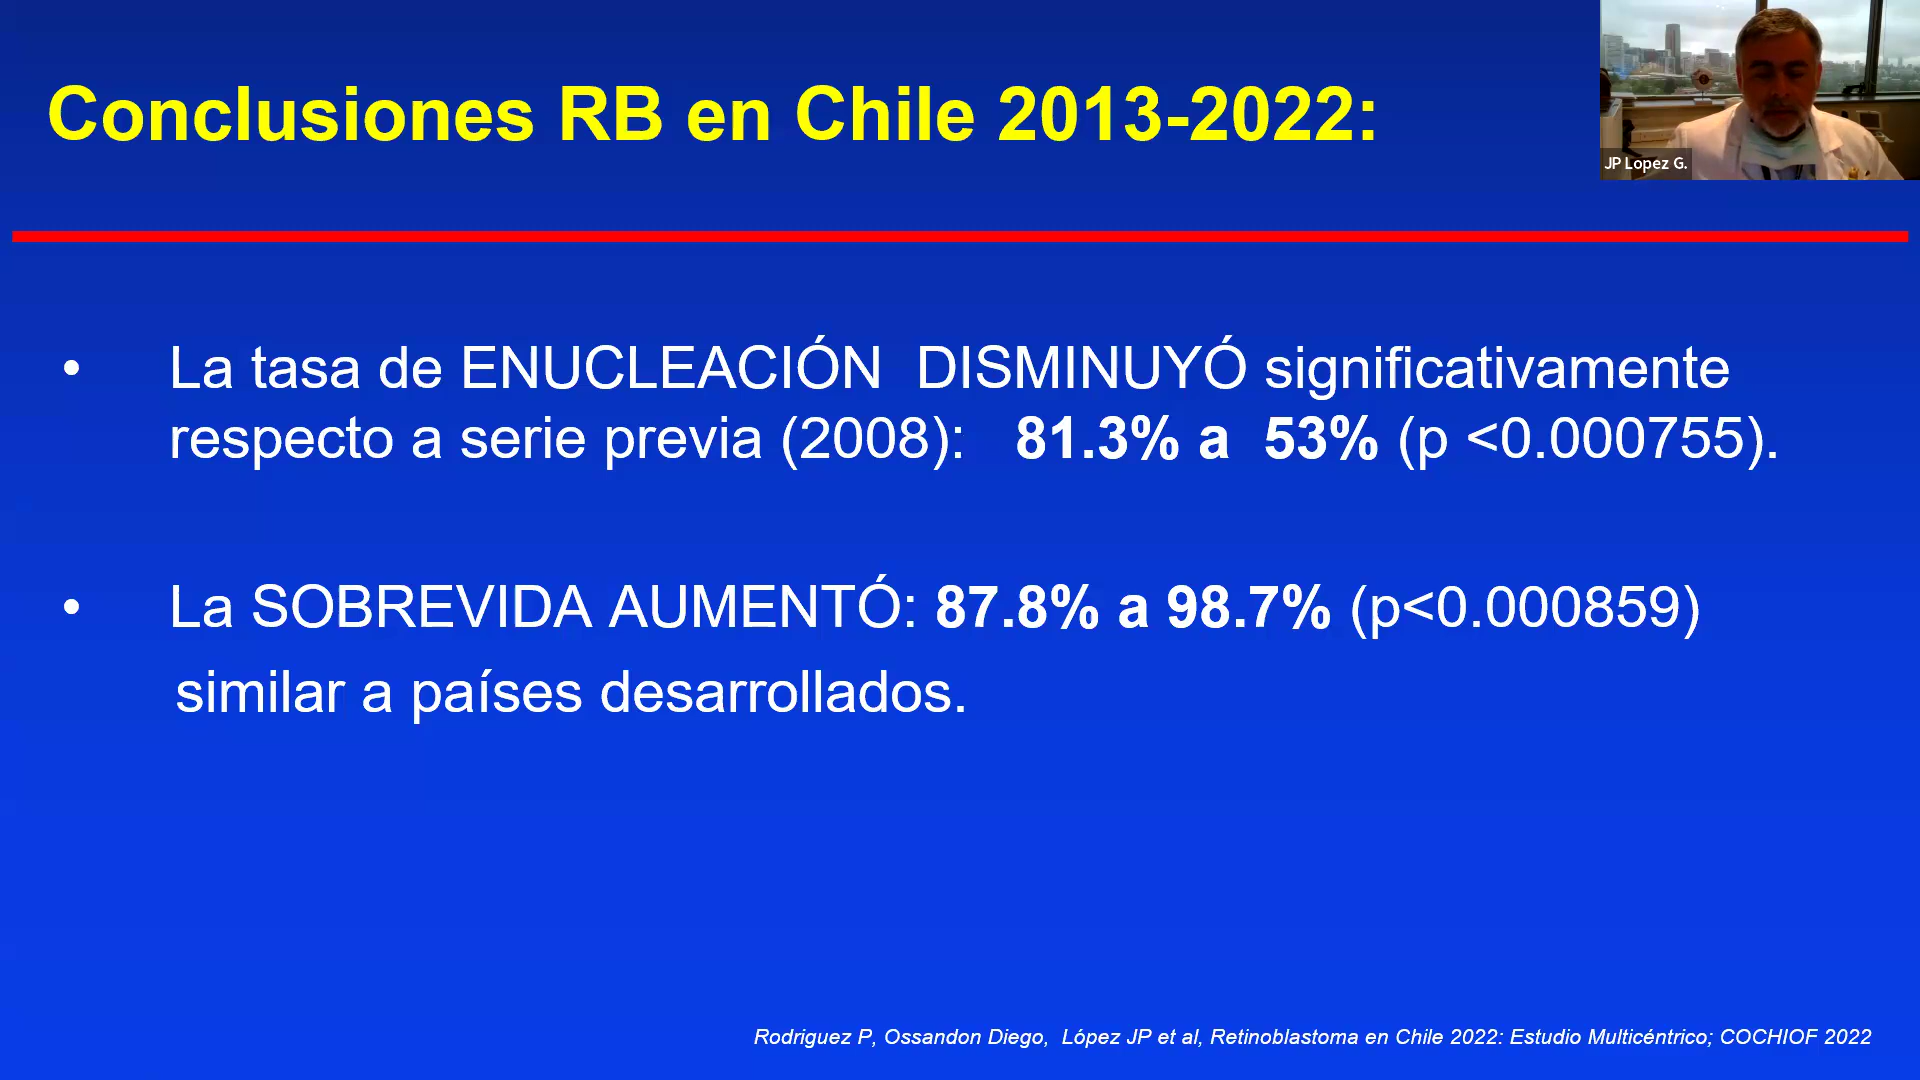 Conclusiones RB en Chile 2013-2022:
JP Lopez G.
• La tasa de ENUCLEACIÓN DISMINUYÓ significativamente
respecto a serie previa (2008): 81.3% a 53% (p <0.000755).
• La SOBREVIDA AUMENTÓ: 87.8% a 98.7% (p<0.000859)
similar a países desarrollados.
Rodriguez P, Ossandon Diego, López JP et al, Retinoblastoma en Chile 2022: Estudio Multicéntrico; COCHIOF 2022